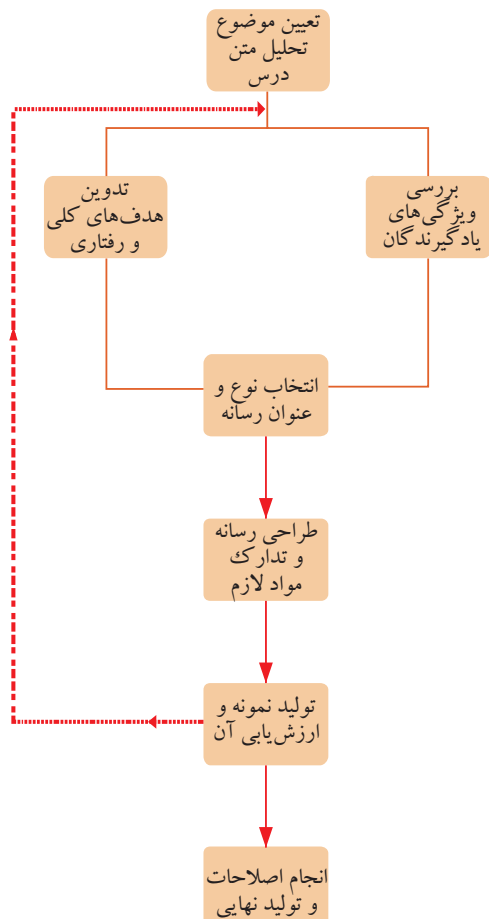 تعیین موضوع
تحلیل متن
درس
بررسی
ویژگی‌های
یادگیرندگان
تدوین
هدف‌های کلی
و رفتاری
انتخاب نوع و
عنوان رسانه
طراحی رسانه
و تدارک
مواد لازم
تولید نمونه و
ارزش‌یابی آن
انجام اصلاحات
و تولید نهایی